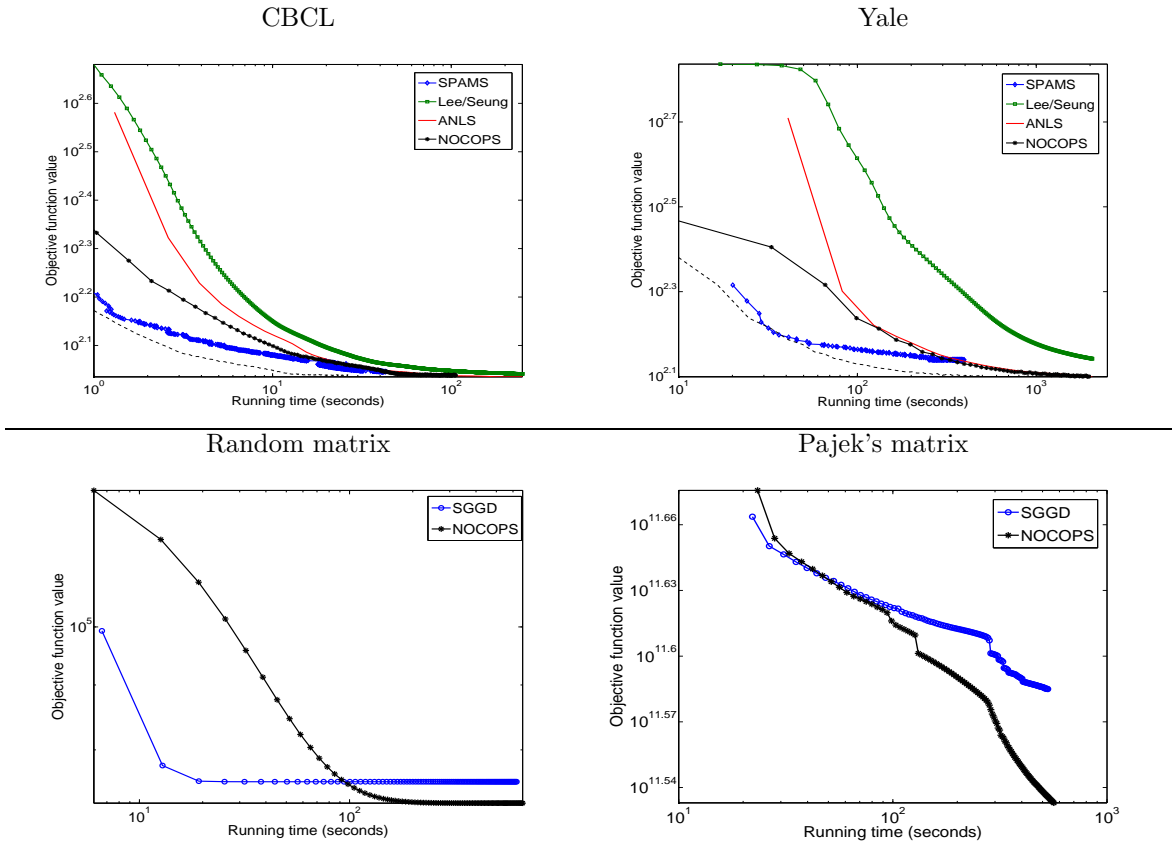 CBCL
Objective function value
10^2.6
10^2.5
10^2.4
10^2.3
10^2.2
10^2.1
10^0
10^1
10^2
Running time (seconds)
SPAMS
Lee/Seung
ANLS
NOCOPS
Yale
Objective function value
10^2.7
10^2.5
10^2.3
10^2.1
10^1
10^2
10^3
Running time (seconds)
SPAMS
Lee/Seung
ANLS
NOCOPS
Random matrix
Objective function value
10^5
10^1
10^2
Running time (seconds)
SGGD
NOCOPS
Pajek's matrix
Objective function value
10^11.66
10^11.63
10^11.6
10^11.57
10^11.54
10^1
10^2
10^3
Running time (seconds)
SGGD
NOCOPS